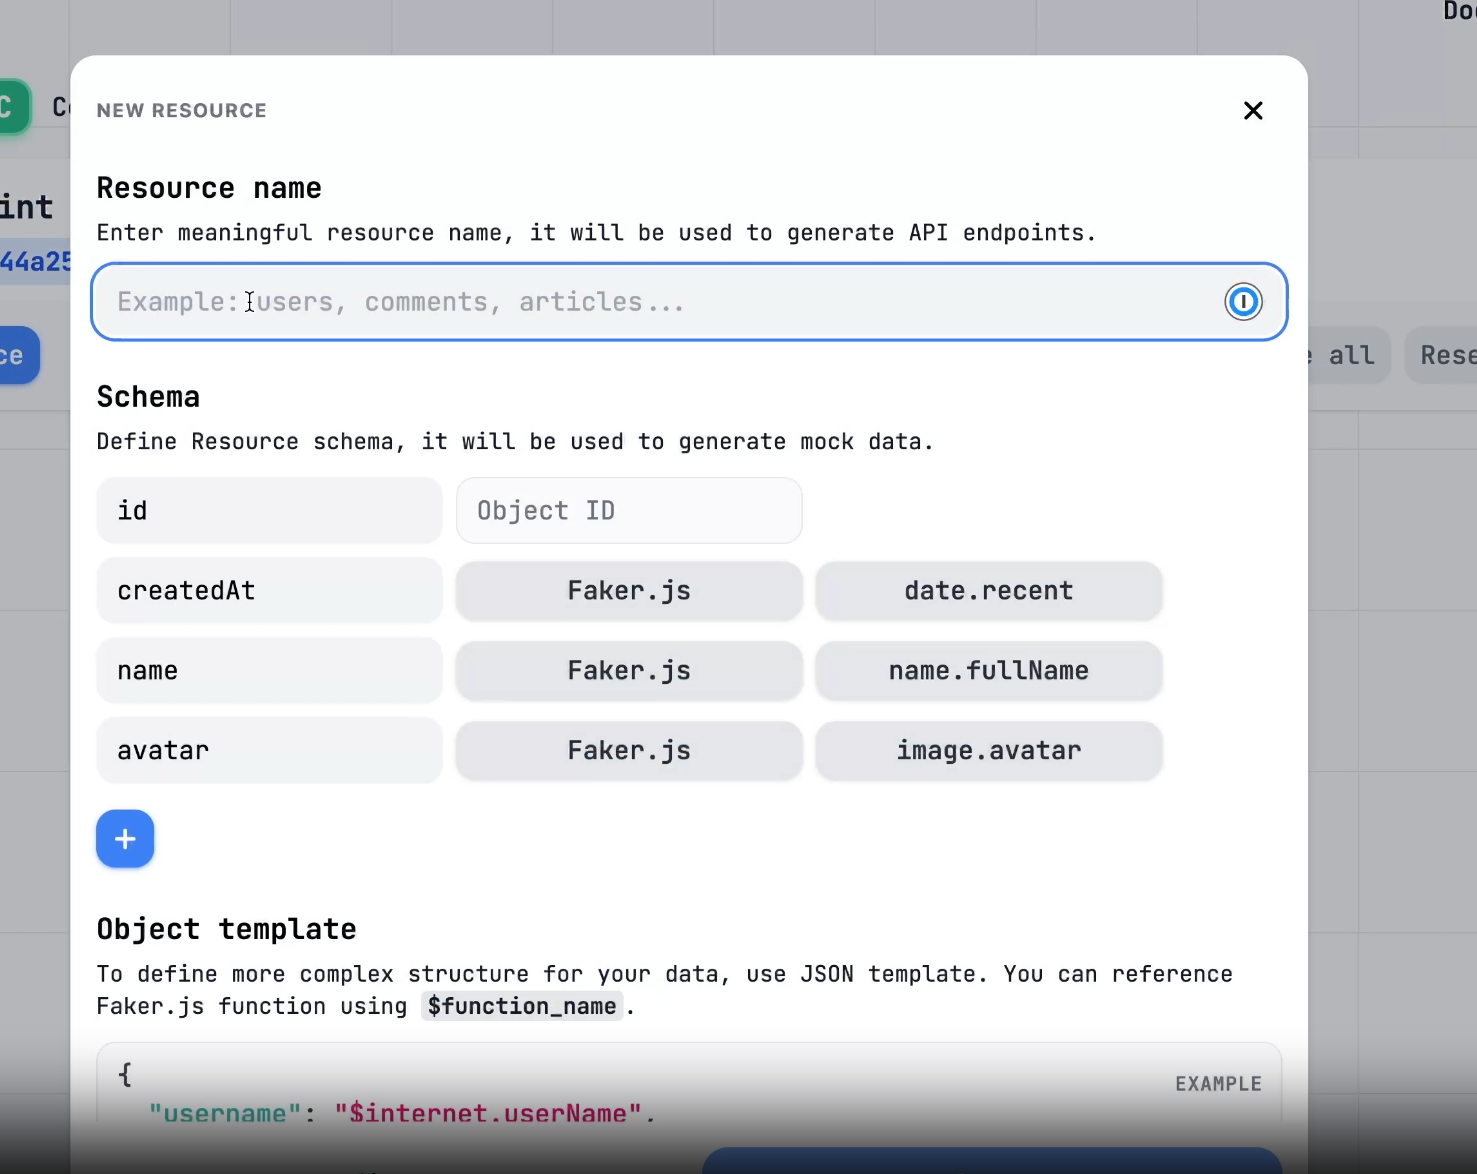 Do
C
Co
NEW RESOURCE
int
Resource name
Enter meaningful resource name, it will be used to generate API endpoints.
44a25
Example: users, comments, articles...
ce
all
Rese
Schema
Define Resource schema, it will be used to generate mock data.
id
Object ID
createdAt
Faker.js
date.recent
name
Faker.js
name.fullName
avatar
Faker.js
image.avatar
+
Object template
To define more complex structure for your data, use JSON template. You can reference
Faker.js function using $function_name.
{
EXAMPLE
"username": "$internet.userName",